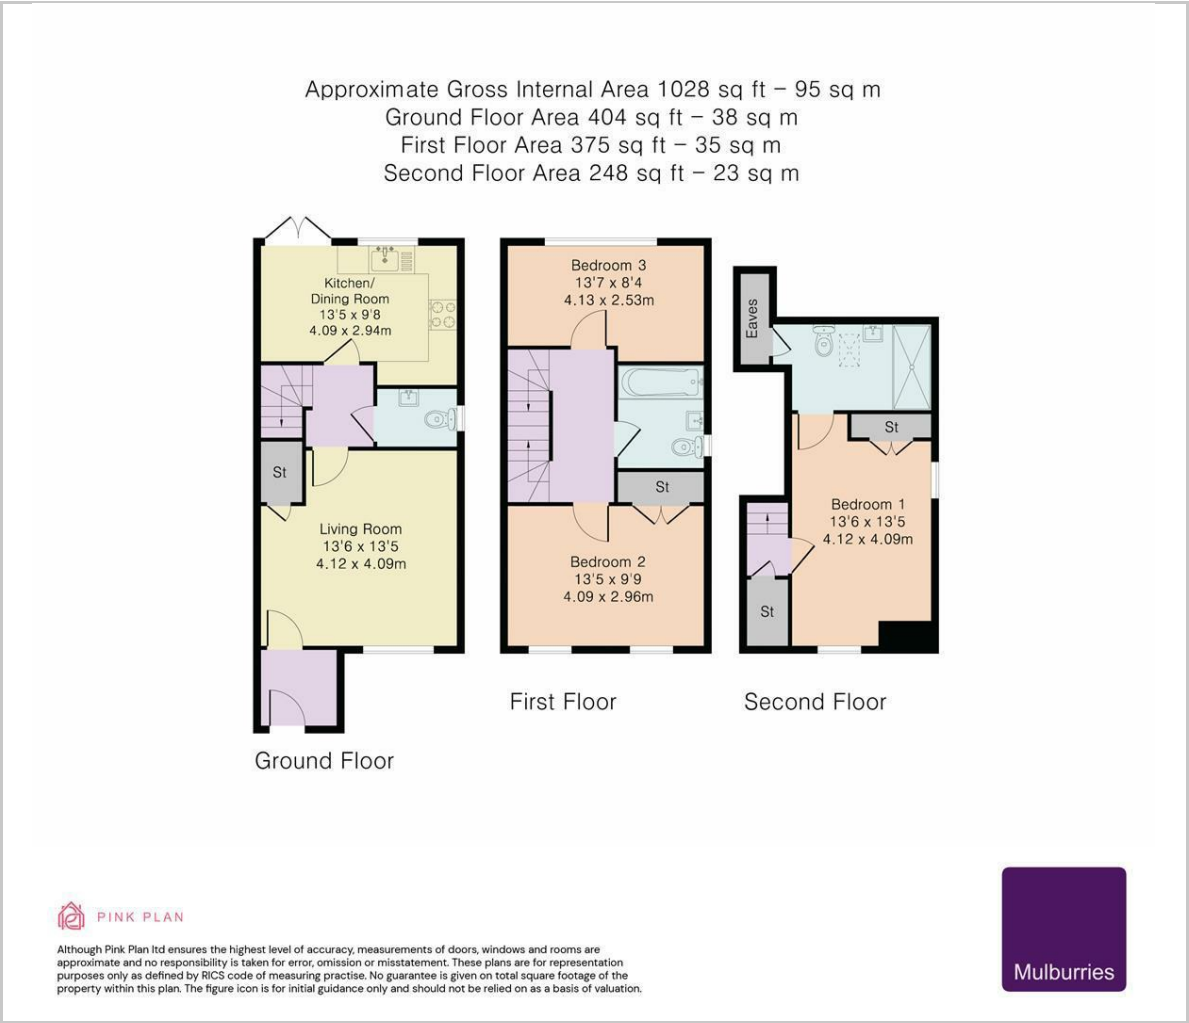 Approximate Gross Internal Area 1028 sq ft – 95 sq m
Ground Floor Area 404 sq ft – 38 sq m
First Floor Area 375 sq ft – 35 sq m
Second Floor Area 248 sq ft – 23 sq m
Kitchen/
Dining Room
13'5 x 9'8
4.09 x 2.94m
St
Living Room
13'6 x 13'5
4.12 x 4.09m
Ground Floor
Bedroom 3
13'7 x 8'4
4.13 x 2.53m
St
Bedroom 2
13'5 x 9'9
4.09 x 2.96m
First Floor
Eaves
St
Bedroom 1
13'6 x 13'5
4.12 x 4.09m
St
Second Floor
PINK PLAN
Although Pink Plan ltd ensures the highest level of accuracy, measurements of doors, windows and rooms are
approximate and no responsibility is taken for error, omission or misstatement. These plans are for representation
purposes only as defined by RICS code of measuring practise. No guarantee is given on total square footage of the
property within this plan. The figure icon is for initial guidance only and should not be relied on as a basis of valuation.
Mulburries